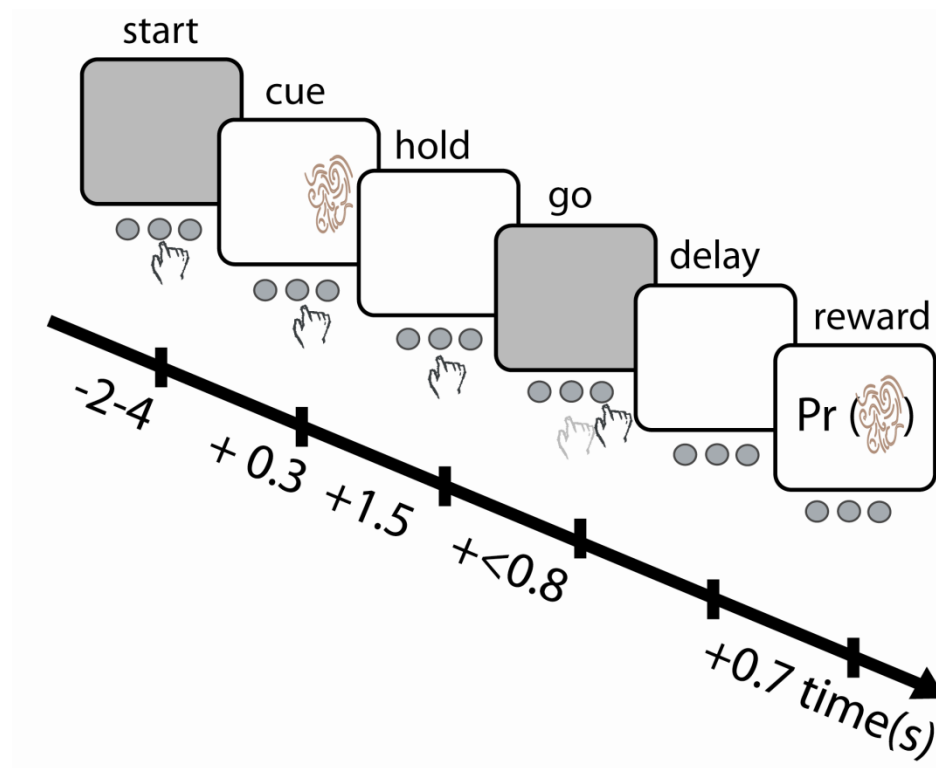 start
cue
hold
go
delay
reward
Pr ( )
-2-4
+ 0.3
+1.5
+<0.8
+0.7 time(s)